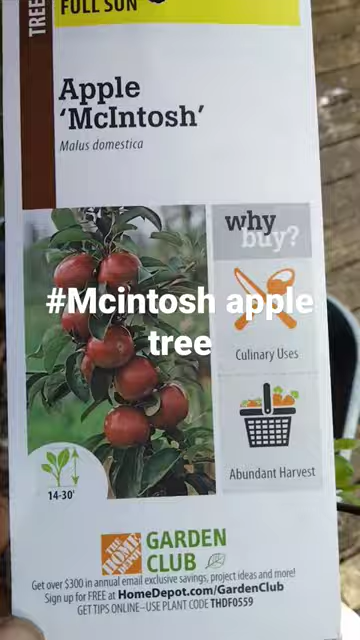 TREE
FULL SUN
Apple
'McIntosh'
Malus domestica
why
buy?
#Mcintosh apple
tree
Culinary Uses
Abundant Harvest
14-30'
THE HOME DEPOT
GARDEN
CLUB
Get over $300 in annual email exclusive savings, project ideas and more!
Sign up for FREE at HomeDepot.com/GardenClub
GET TIPS ONLINE–USE PLANT CODE THDF0559